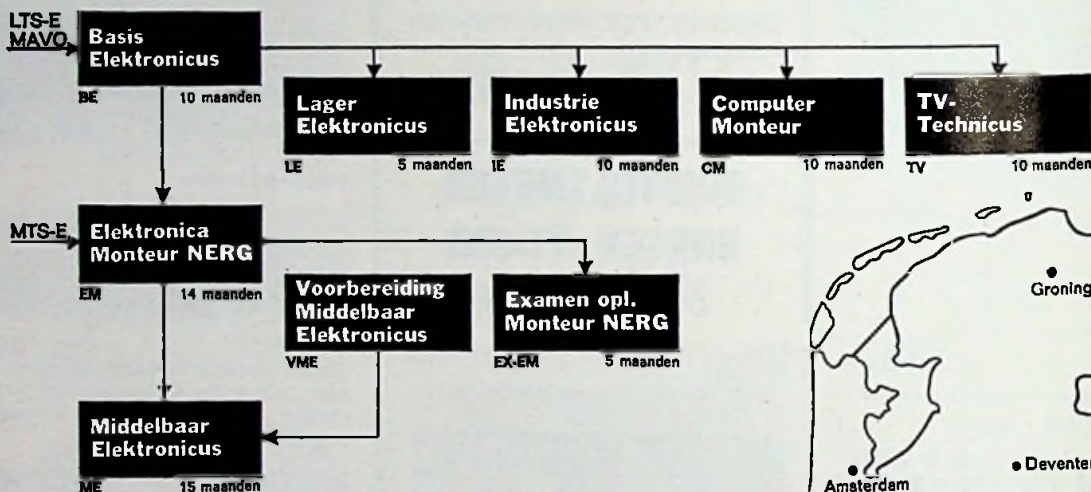 LTS-E
MAVO
Basis
Elektronicus
BE 10 maanden
Lager
Elektronicus
LE 5 maanden
Industrie
Elektronicus
IE 10 maanden
Computer
Monteur
CM 10 maanden
TV-
Technicus
TV 10 maanden
MTS-E
Elektronica
Monteur NERG
EM 14 maanden
Voorbereiding
Middelbaar
Elektronicus
VME
Examen opl.
Monteur NERG
EX-EM 5 maanden
Middelbaar
Elektronicus
ME 15 maanden
Groning
Deventer
Amsterdam